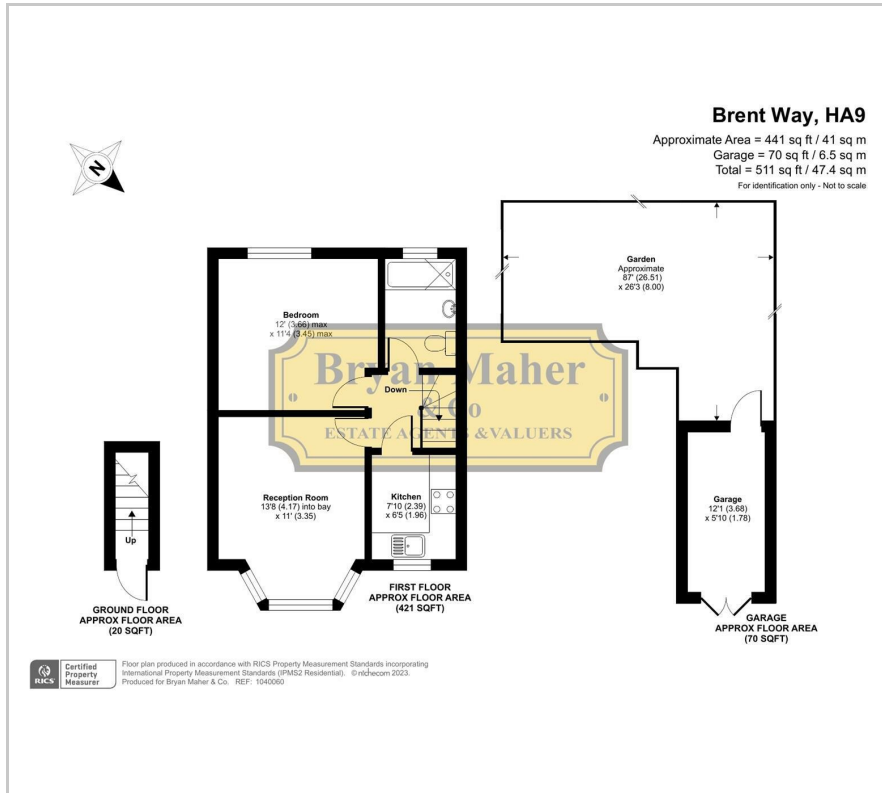 Brent Way, HA9
Approximate Area = 441 sq ft / 41 sq m
Garage = 70 sq ft / 6.5 sq m
Total = 511 sq ft / 47.4 sq m
For identification only - Not to scale
N
Garden
Approximate
87' (26.51)
x 26'3 (8.00)
Bedroom
12' (3.66) max
x 11'4 (3.45) max
Bryan Maher
& Co
ESTATE AGENTS & VALUERS
Down
Reception Room
13'8 (4.17) into bay
x 11' (3.35)
Kitchen
7'10 (2.39)
x 6'5 (1.96)
Garage
12'1 (3.68)
x 5'10 (1.78)
Up
GROUND FLOOR
APPROX FLOOR AREA
(20 SQFT)
FIRST FLOOR
APPROX FLOOR AREA
(421 SQFT)
GARAGE
APPROX FLOOR AREA
(70 SQFT)
RICS
Certified
Property
Measurer
Floor plan produced in accordance with RICS Property Measurement Standards incorporating
International Property Measurement Standards (IPMS2 Residential). © ntchecom 2023.
Produced for Bryan Maher & Co. REF: 1040060